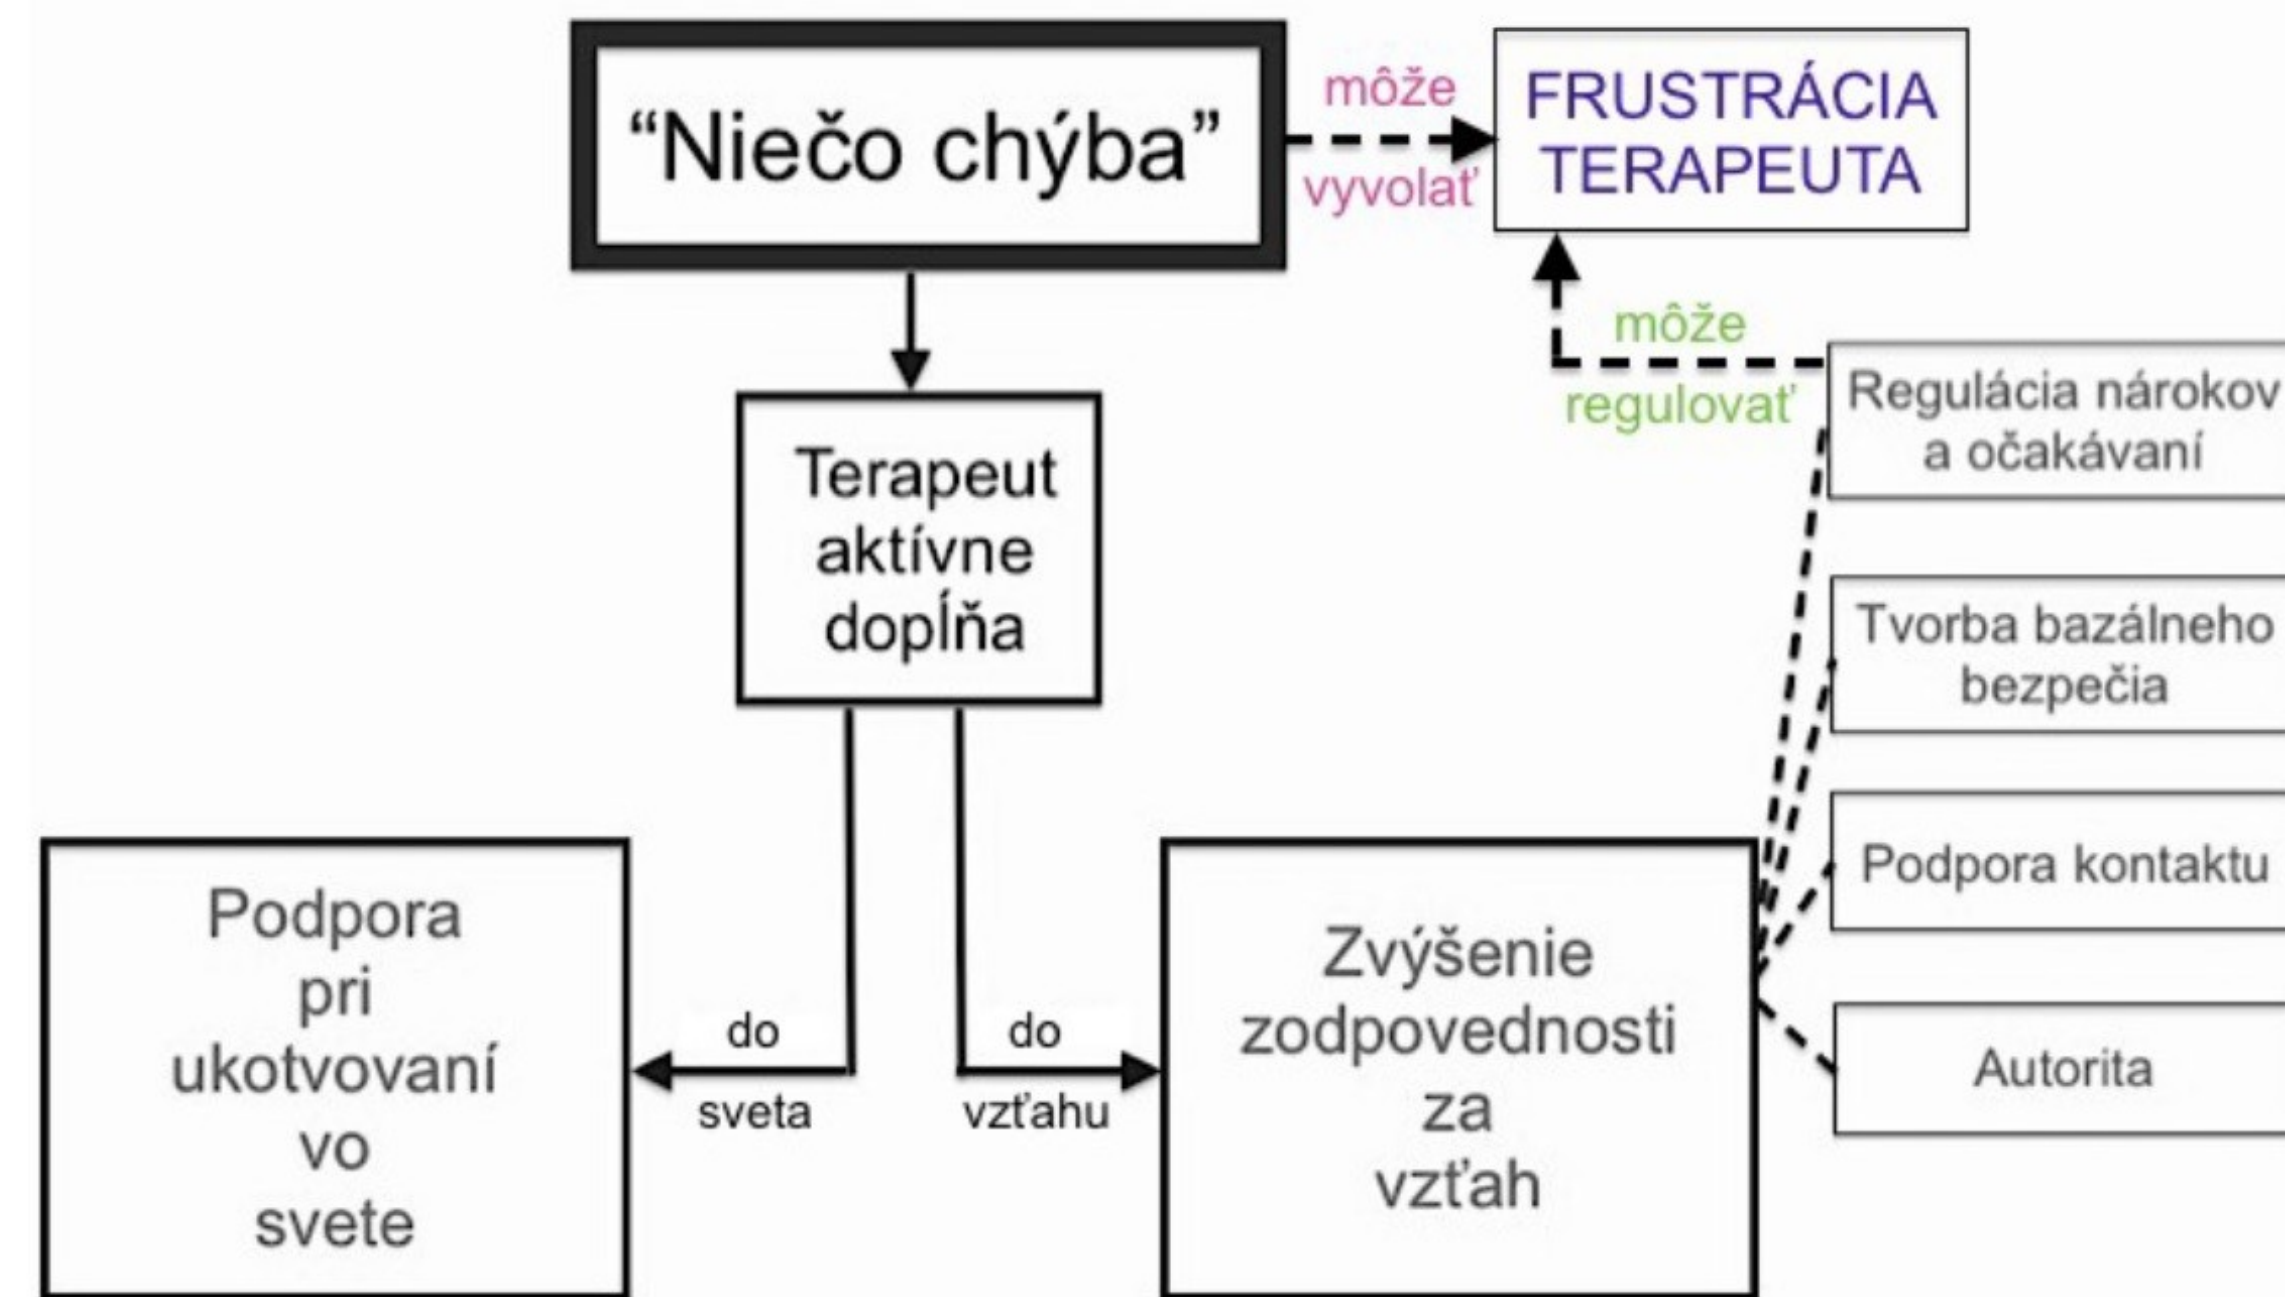 “Niečo chýba”
môže
vyvolať
FRUSTRÁCIA
TERAPEUTA
môže
regulovať
Regulácia nárokov
a očakávaní
Terapeut
aktívne
dopĺňa
Tvorba bazálneho
bezpečia
Podpora kontaktu
Autorita
Podpora
pri
ukotvovaní
vo
svete
do
sveta
do
vzťahu
Zvýšenie
zodpovednosti
za
vzťah